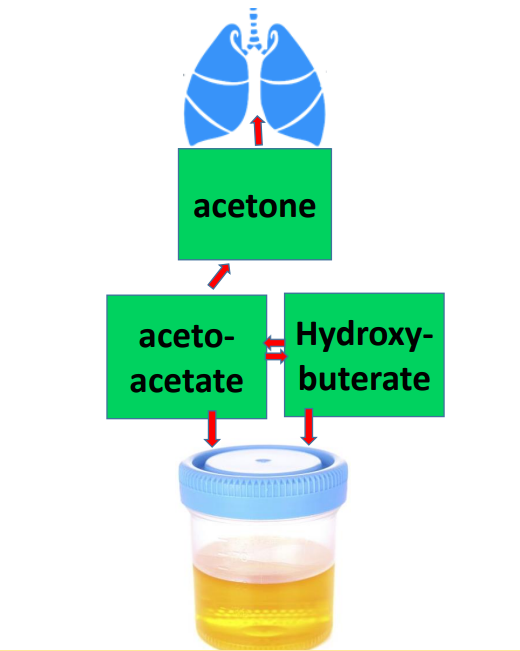 acetone
aceto-
acetate
Hydroxy-
buterate